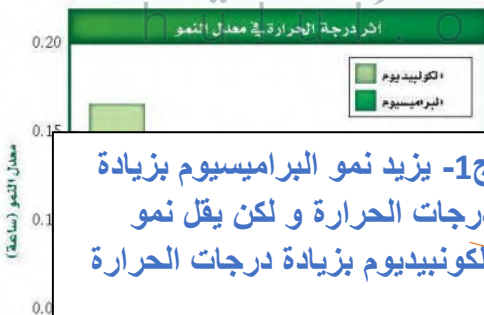 أثر درجة الحرارة في معدل النمو
0.20
الكولبيديوم
البراميسيوم
0.15
معدل النمو (ساعة)
ج1- يزيد نمو البراميسيوم بزيادة
درجات الحرارة و لكن يقل نمو
الكونبيديوم بزيادة درجات الحرارة
0.1
0.0